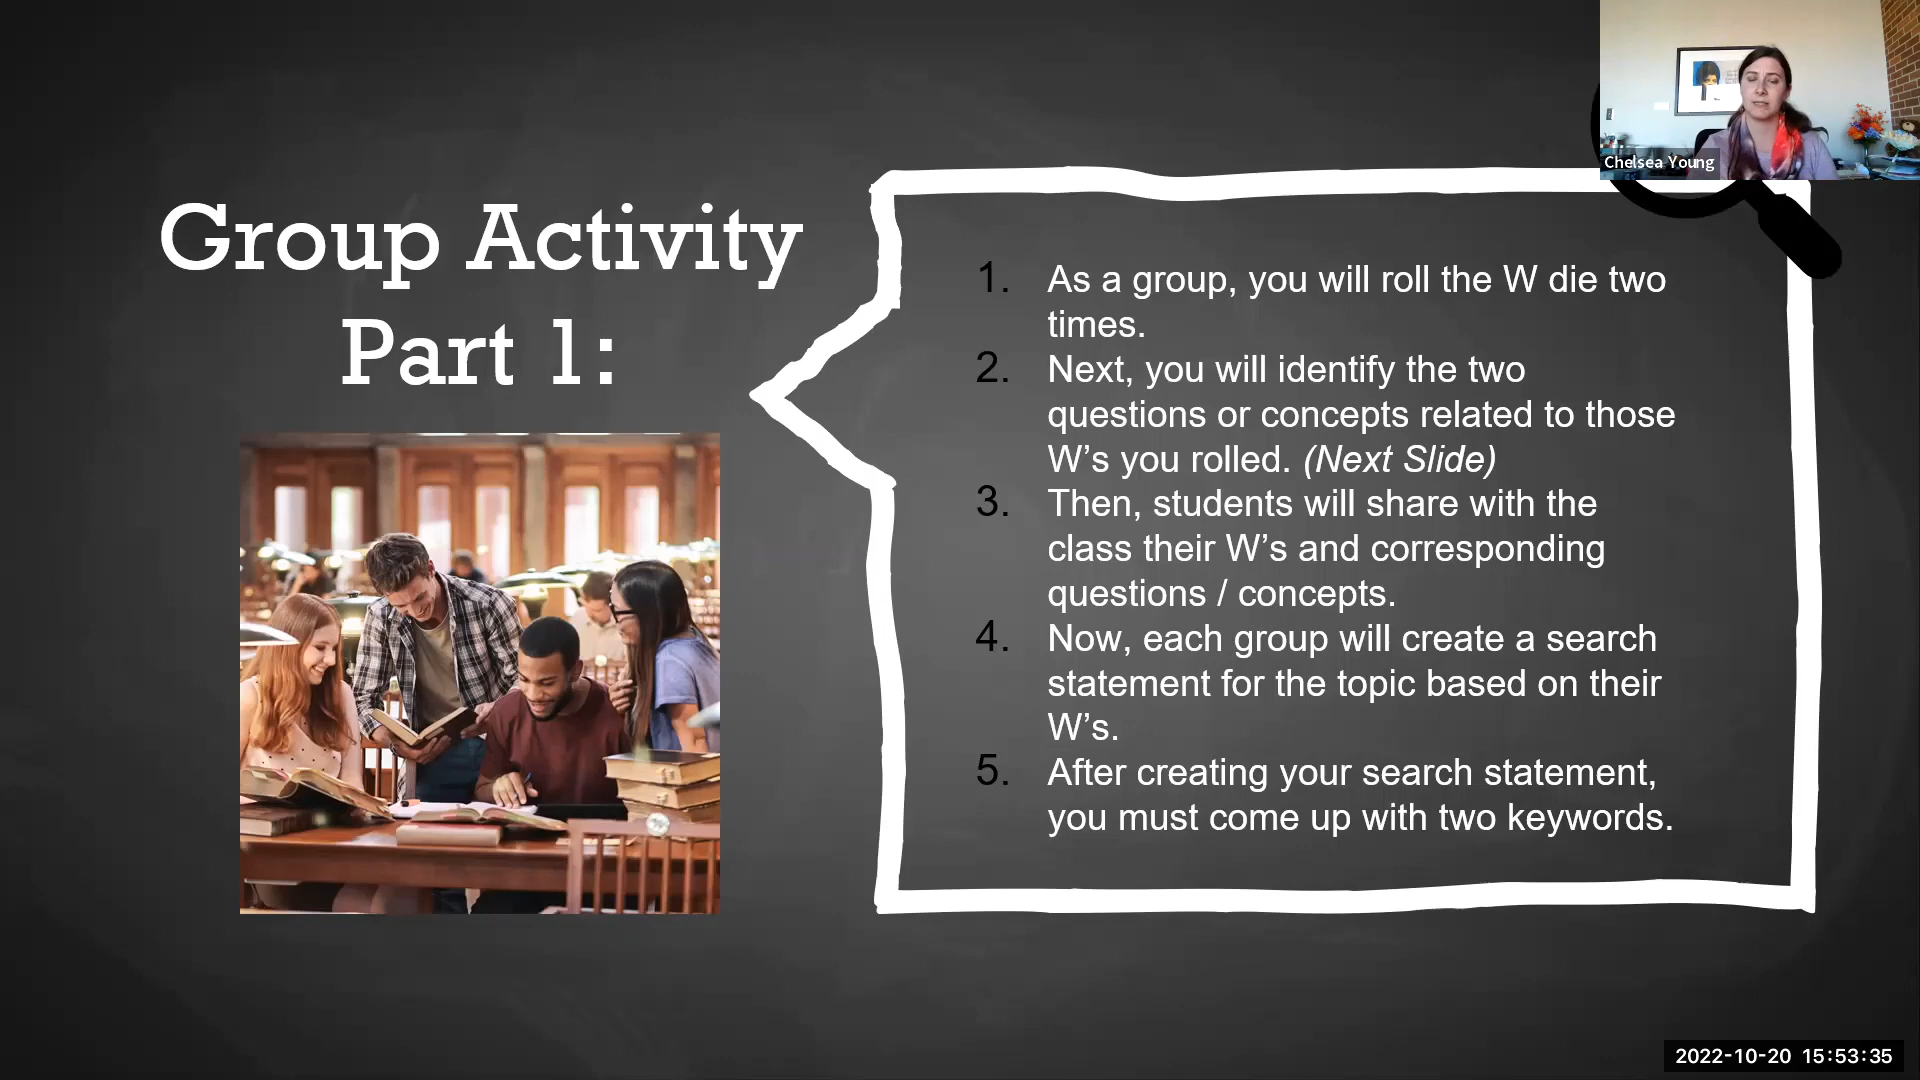 Chelsea Young
Group Activity
Part 1:
1. As a group, you will roll the W die two
times.
2. Next, you will identify the two
questions or concepts related to those
W's you rolled. (Next Slide)
3. Then, students will share with the
class their W's and corresponding
questions / concepts.
4. Now, each group will create a search
statement for the topic based on their
W's.
5. After creating your search statement,
you must come up with two keywords.
2022-10-20 15:53:35